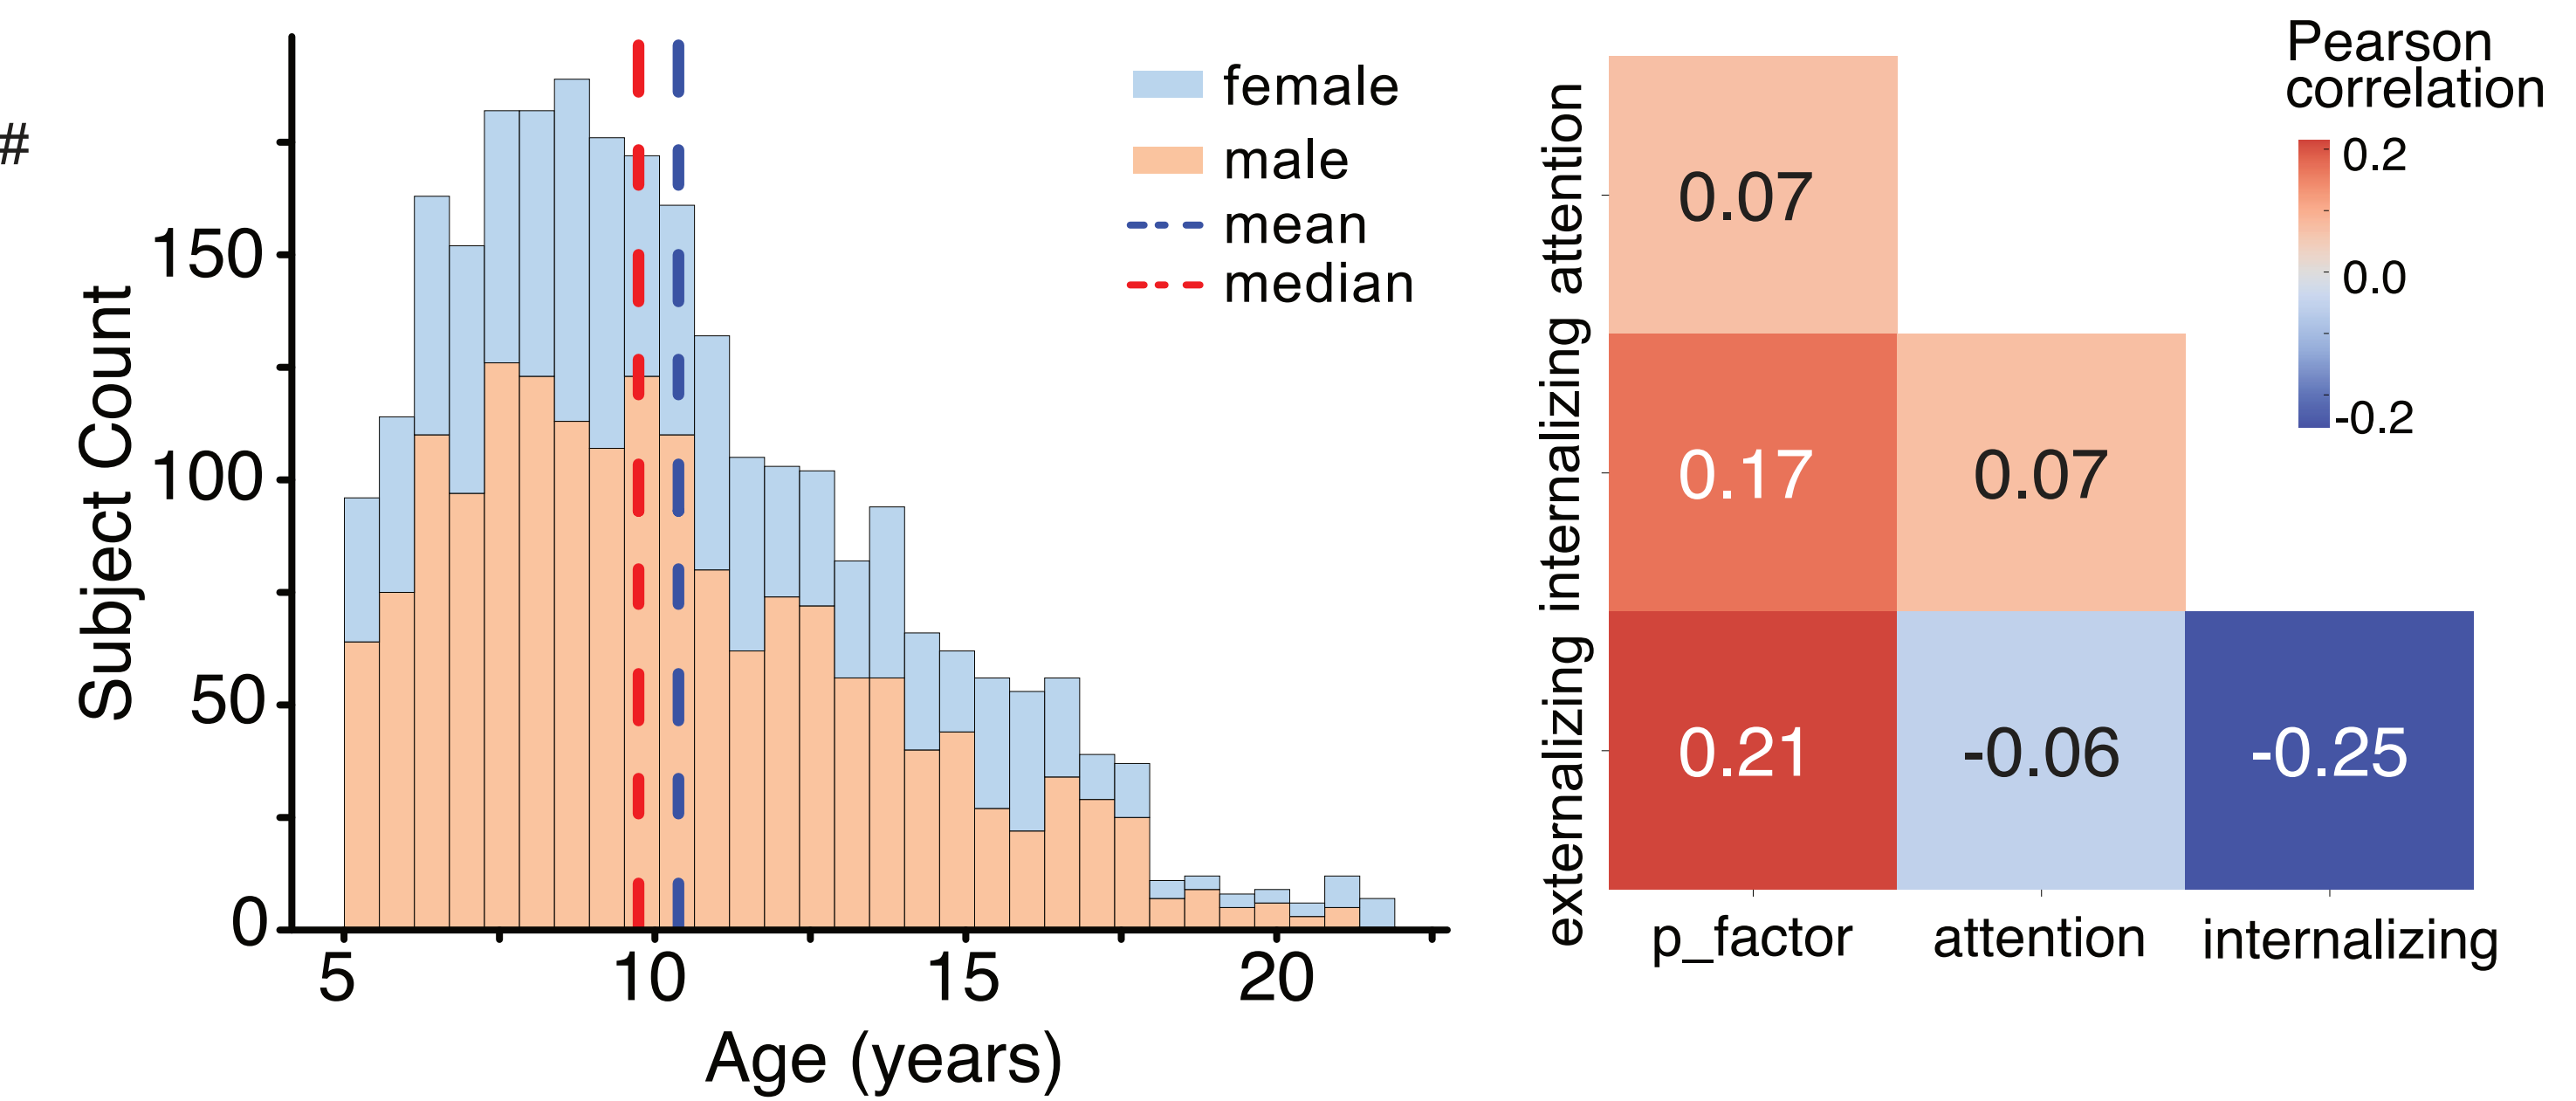 #
Subject Count
150
100
50
0
5 10 15 20
Age (years)
female
male
mean
median
attention
internalizing
externalizing
0.07
0.17 0.07
0.21 -0.06 -0.25
p_factor attention internalizing
Pearson
correlation
0.2
0.0
-0.2